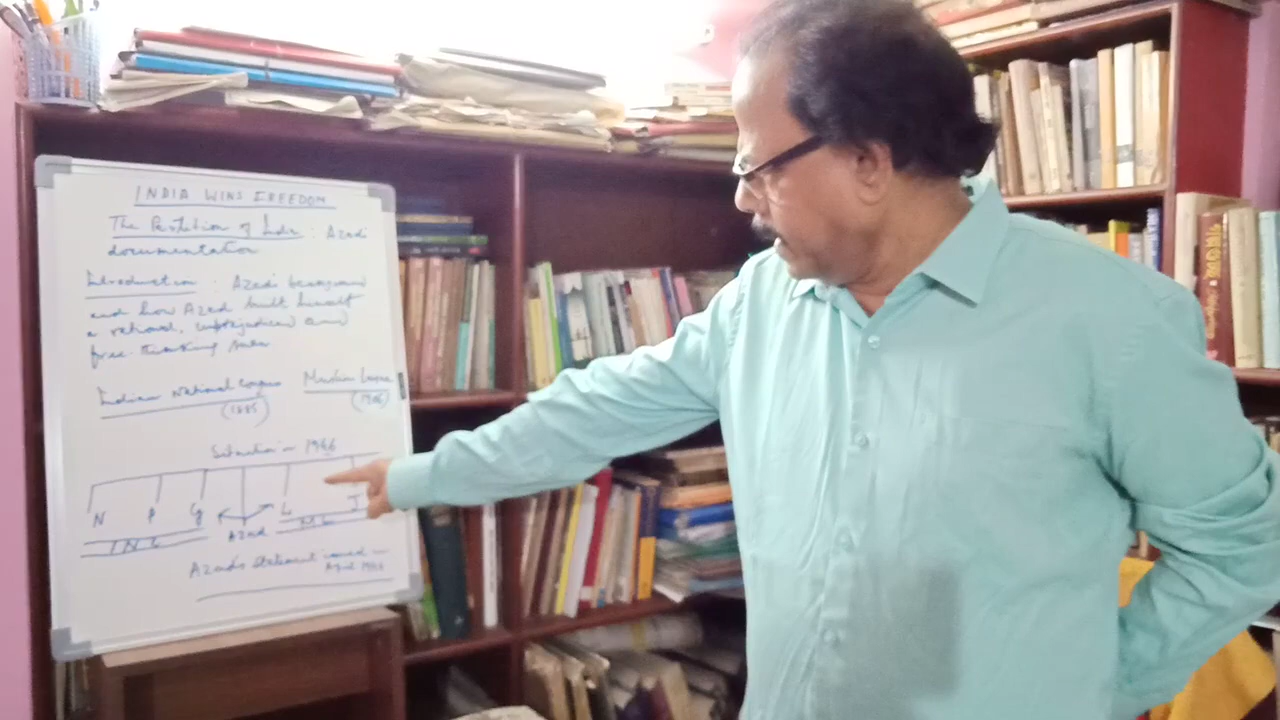 INDIA WINS FREEDOM
The Partition of India : Azad's
documentation
Introduction : Azad's background
and how Azad built himself
a rational, unprejudiced and
free-thinking
Indian National Congress Muslim League
(1885) (1906)
Situation in 1946
N P G L J
INC Azad ML
Azad's statement issued in
April 1946